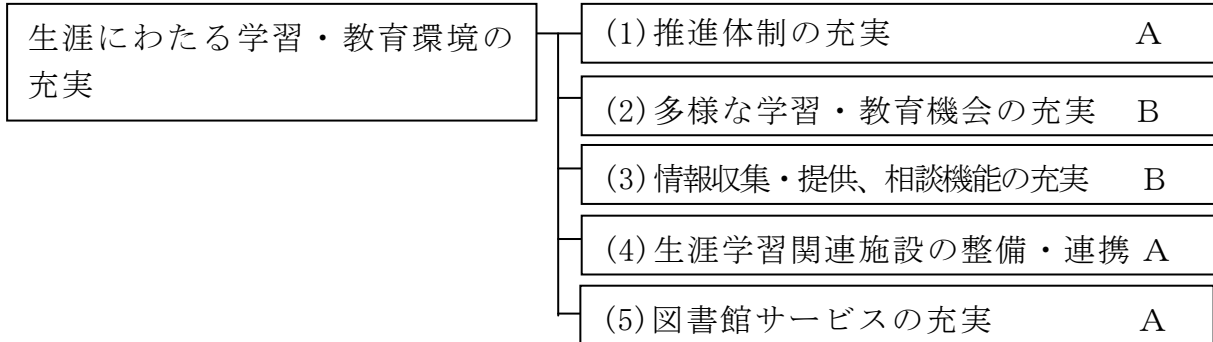 生涯にわたる学習・教育環境の
充実
(1)推進体制の充実 A
(2)多様な学習・教育機会の充実 B
(3)情報収集・提供、相談機能の充実 B
(4)生涯学習関連施設の整備・連携 A
(5)図書館サービスの充実 A